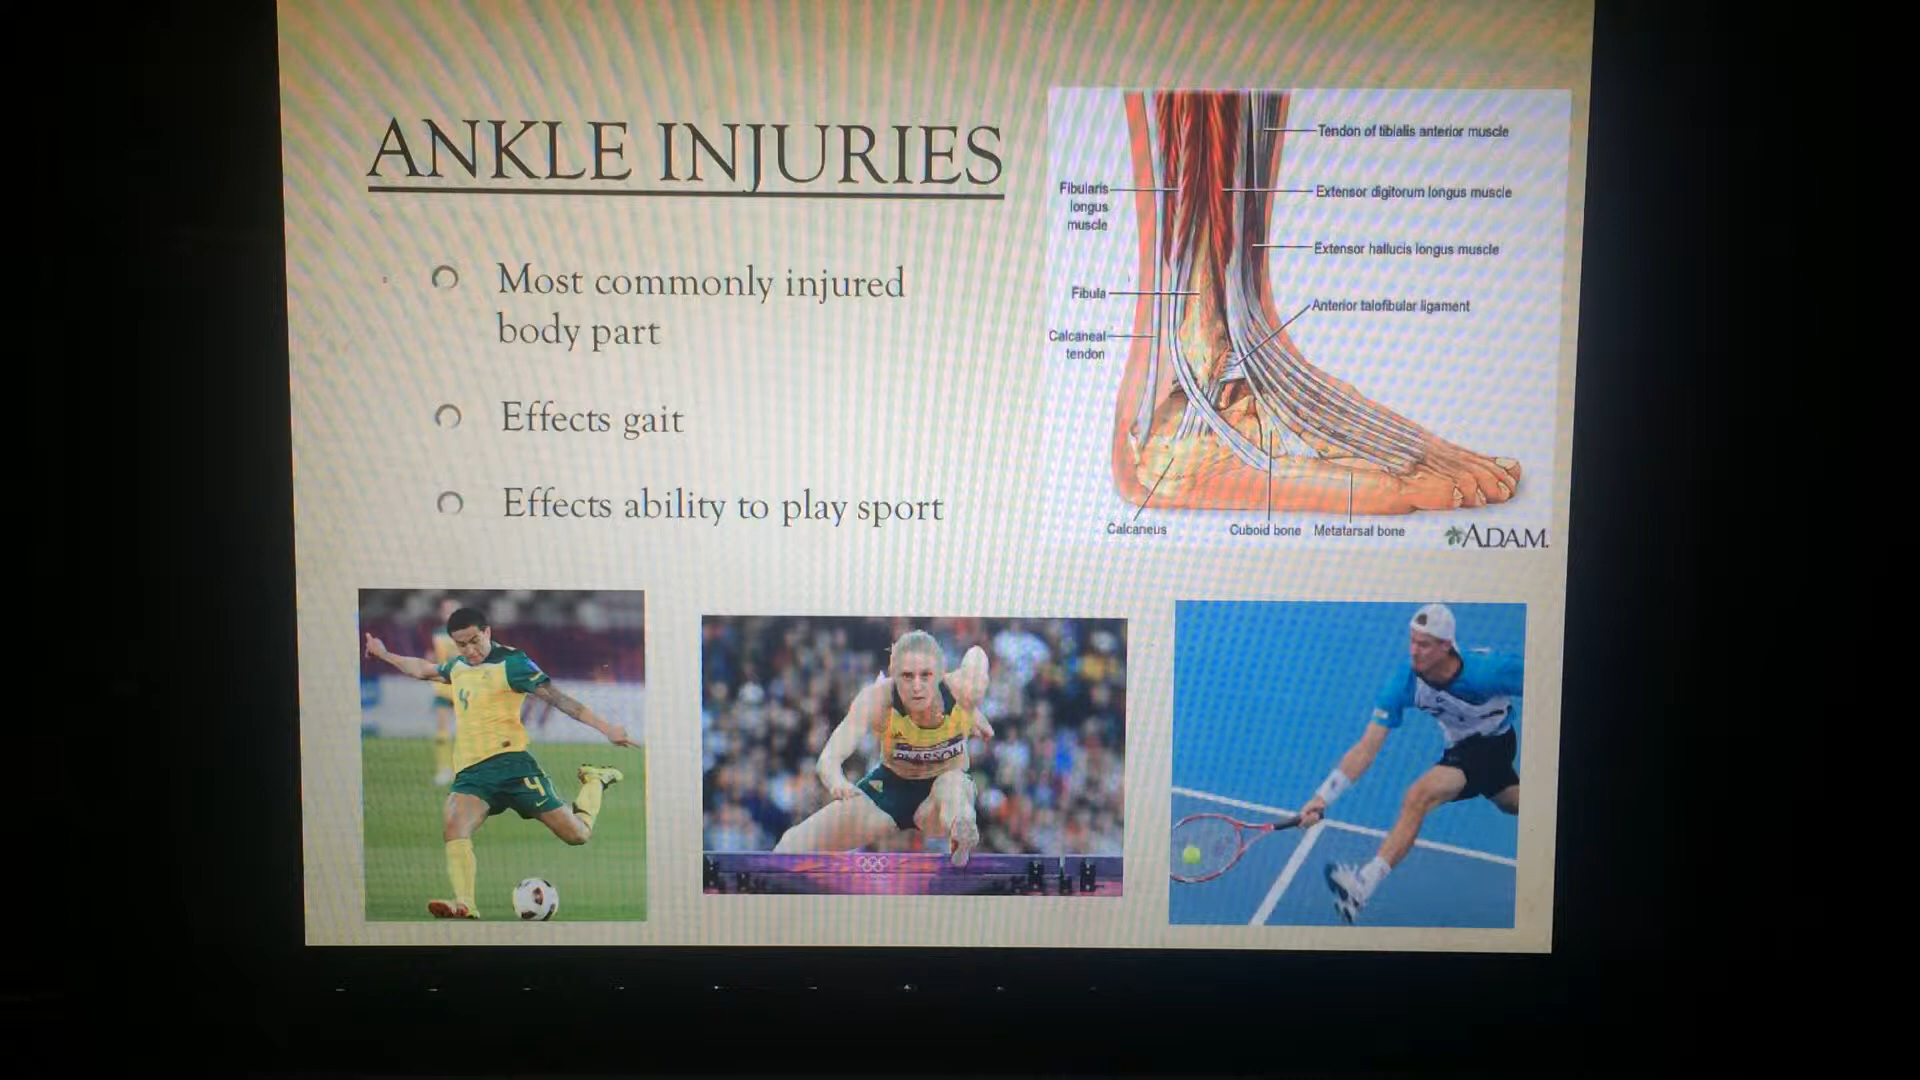 ANKLE INJURIES
Most commonly injured
body part
Effects gait
Effects ability to play sport
Tendon of tibialis anterior muscle
Fibularis
longus
muscle
Extensor digitorum longus muscle
Extensor hallucis longus muscle
Fibula
Anterior talofibular ligament
Calcaneal
tendon
Calcaneus
Cuboid bone
Metatarsal bone
A.D.A.M.
4
4
PEARSON